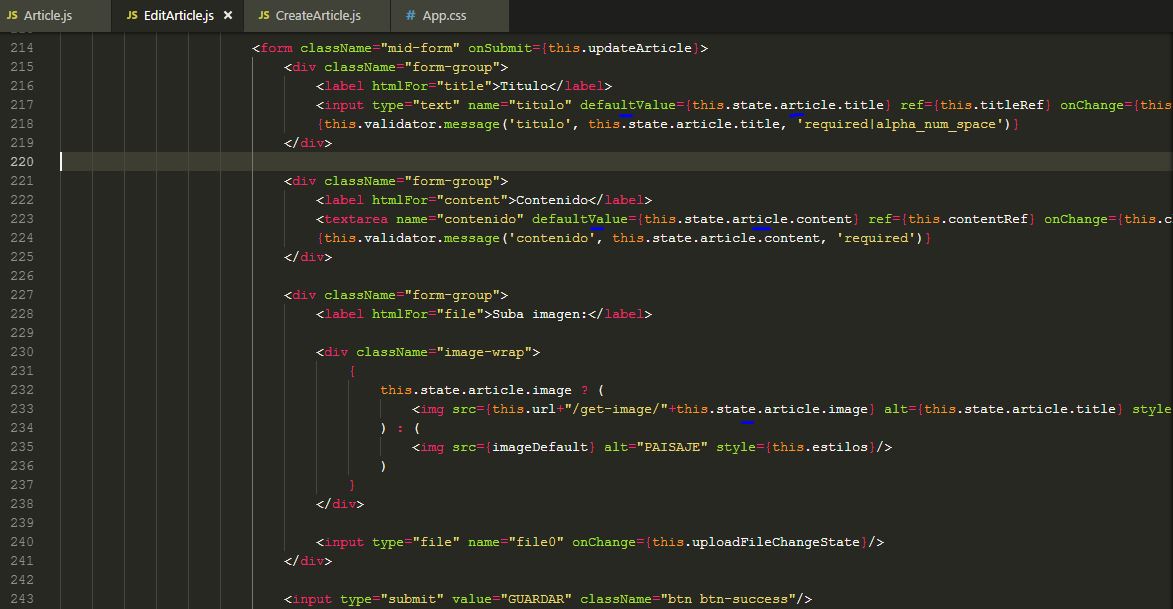 JS Article.js JS EditArticle.js × JS CreateArticle.js # App.css
214 <form className="mid-form" onSubmit={this.updateArticle}>
215 <div className="form-group">
216 <label htmlFor="title">Titulo</label>
217 <input type="text" name="titulo" defaultValue={this.state.article.title} ref={this.titleRef} onChange={this
218 {this.validator.message('titulo', this.state.article.title, 'required|alpha_num_space')}
219 </div>
220
221 <div className="form-group">
222 <label htmlFor="content">Contenido</label>
223 <textarea name="contenido" defaultValue={this.state.article.content} ref={this.contentRef} onChange={this.c
224 {this.validator.message('contenido', this.state.article.content, 'required')}
225 </div>
226
227 <div className="form-group">
228 <label htmlFor="file">Suba imagen:</label>
229
230 <div className="image-wrap">
231 {
232 this.state.article.image ? (
233 <img src={this.url+"/get-image/"+this.state.article.image} alt={this.state.article.title} style
234 ) : (
235 <img src={imageDefault} alt="PAISAJE" style={this.estilos}/>
236 )
237 }
238 </div>
239
240 <input type="file" name="file0" onChange={this.uploadFileChangeState}/>
241 </div>
242
243 <input type="submit" value="GUARDAR" className="btn btn-success"/>